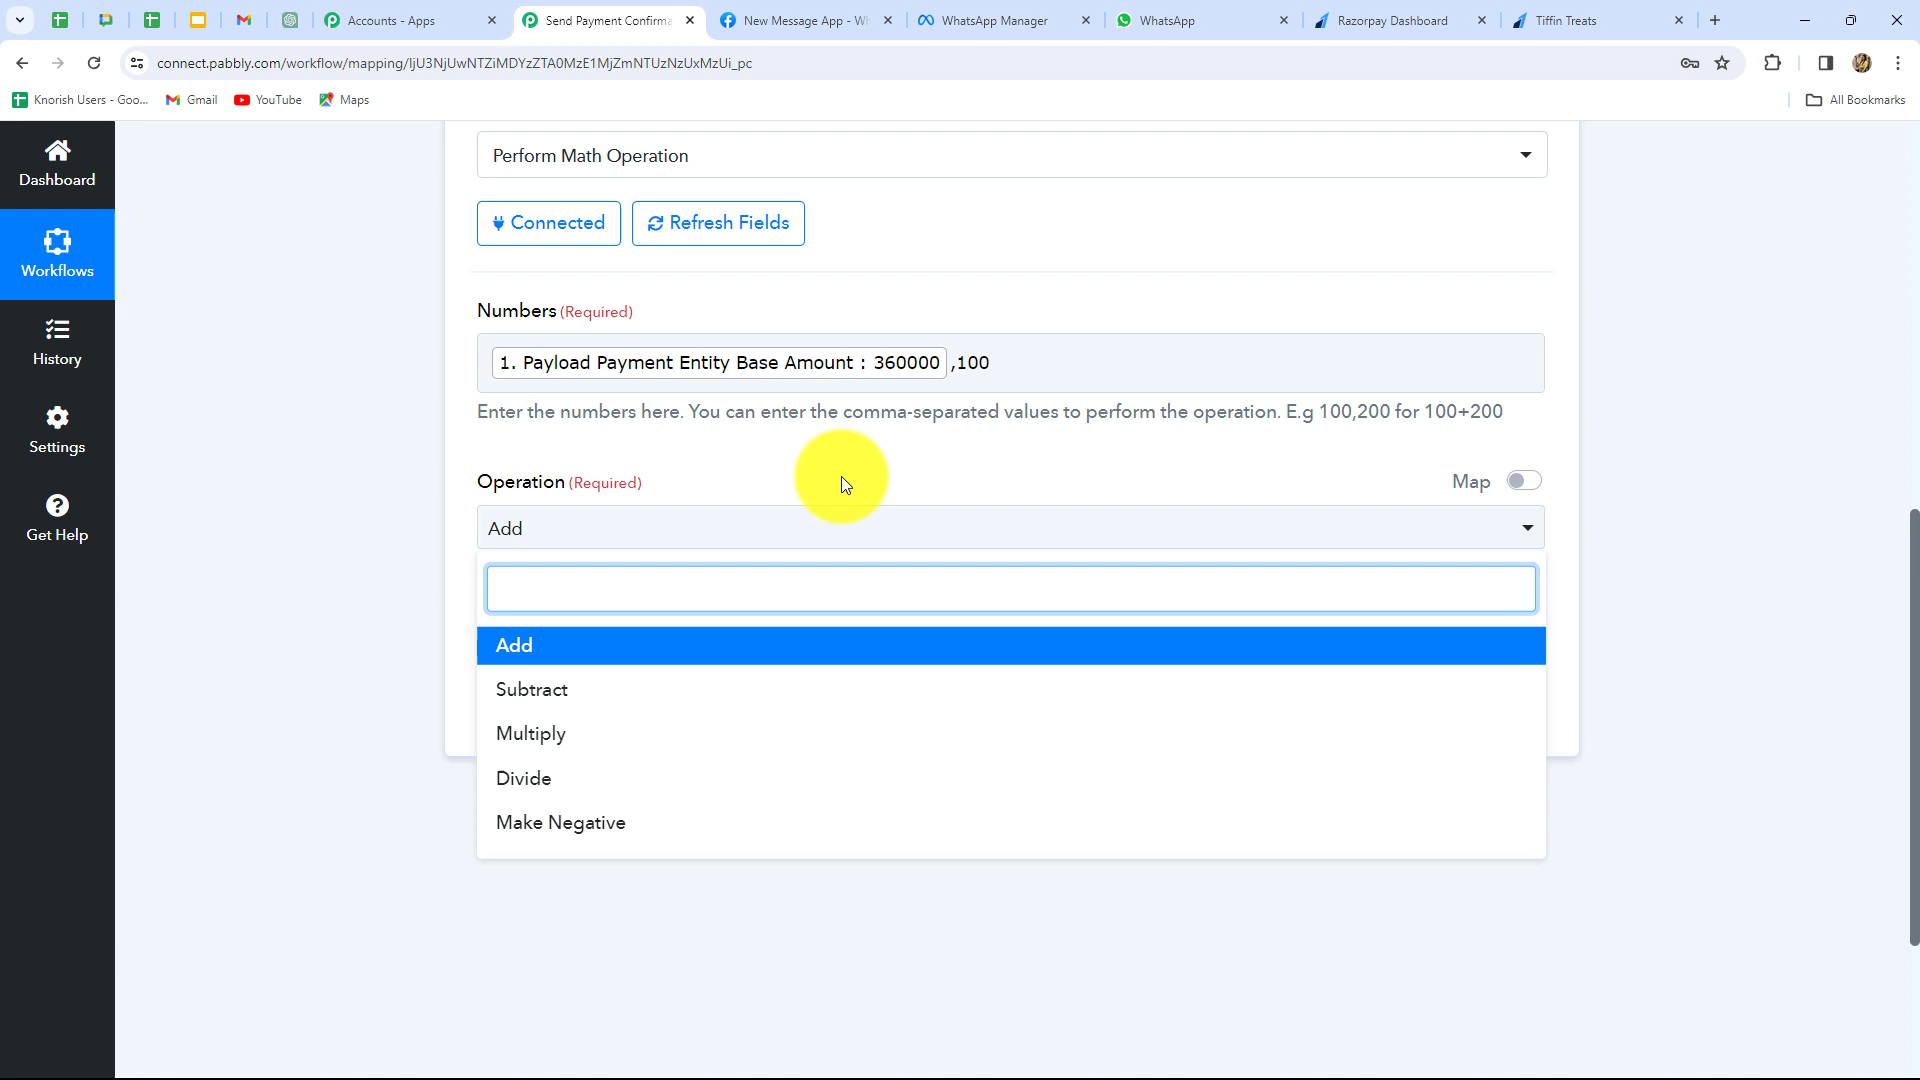 Accounts - Apps
Send Payment Confirma
New Message App - Wh
WhatsApp Manager
WhatsApp
Razorpay Dashboard
Tiffin Treats
connect.pabbly.com/workflow/mapping/IjU3NjUwNTZiMDYzZTA0MzE1MjZmNTUzNzUxMzUi_pc
Knorish Users - Goo...
Gmail
YouTube
Maps
All Bookmarks
Dashboard
Workflows
History
Settings
Get Help
Perform Math Operation
Connected
Refresh Fields
Numbers (Required)
1. Payload Payment Entity Base Amount : 360000 ,100
Enter the numbers here. You can enter the comma-separated values to perform the operation. E.g 100,200 for 100+200
Operation (Required)
Map
Add
Add
Subtract
Multiply
Divide
Make Negative